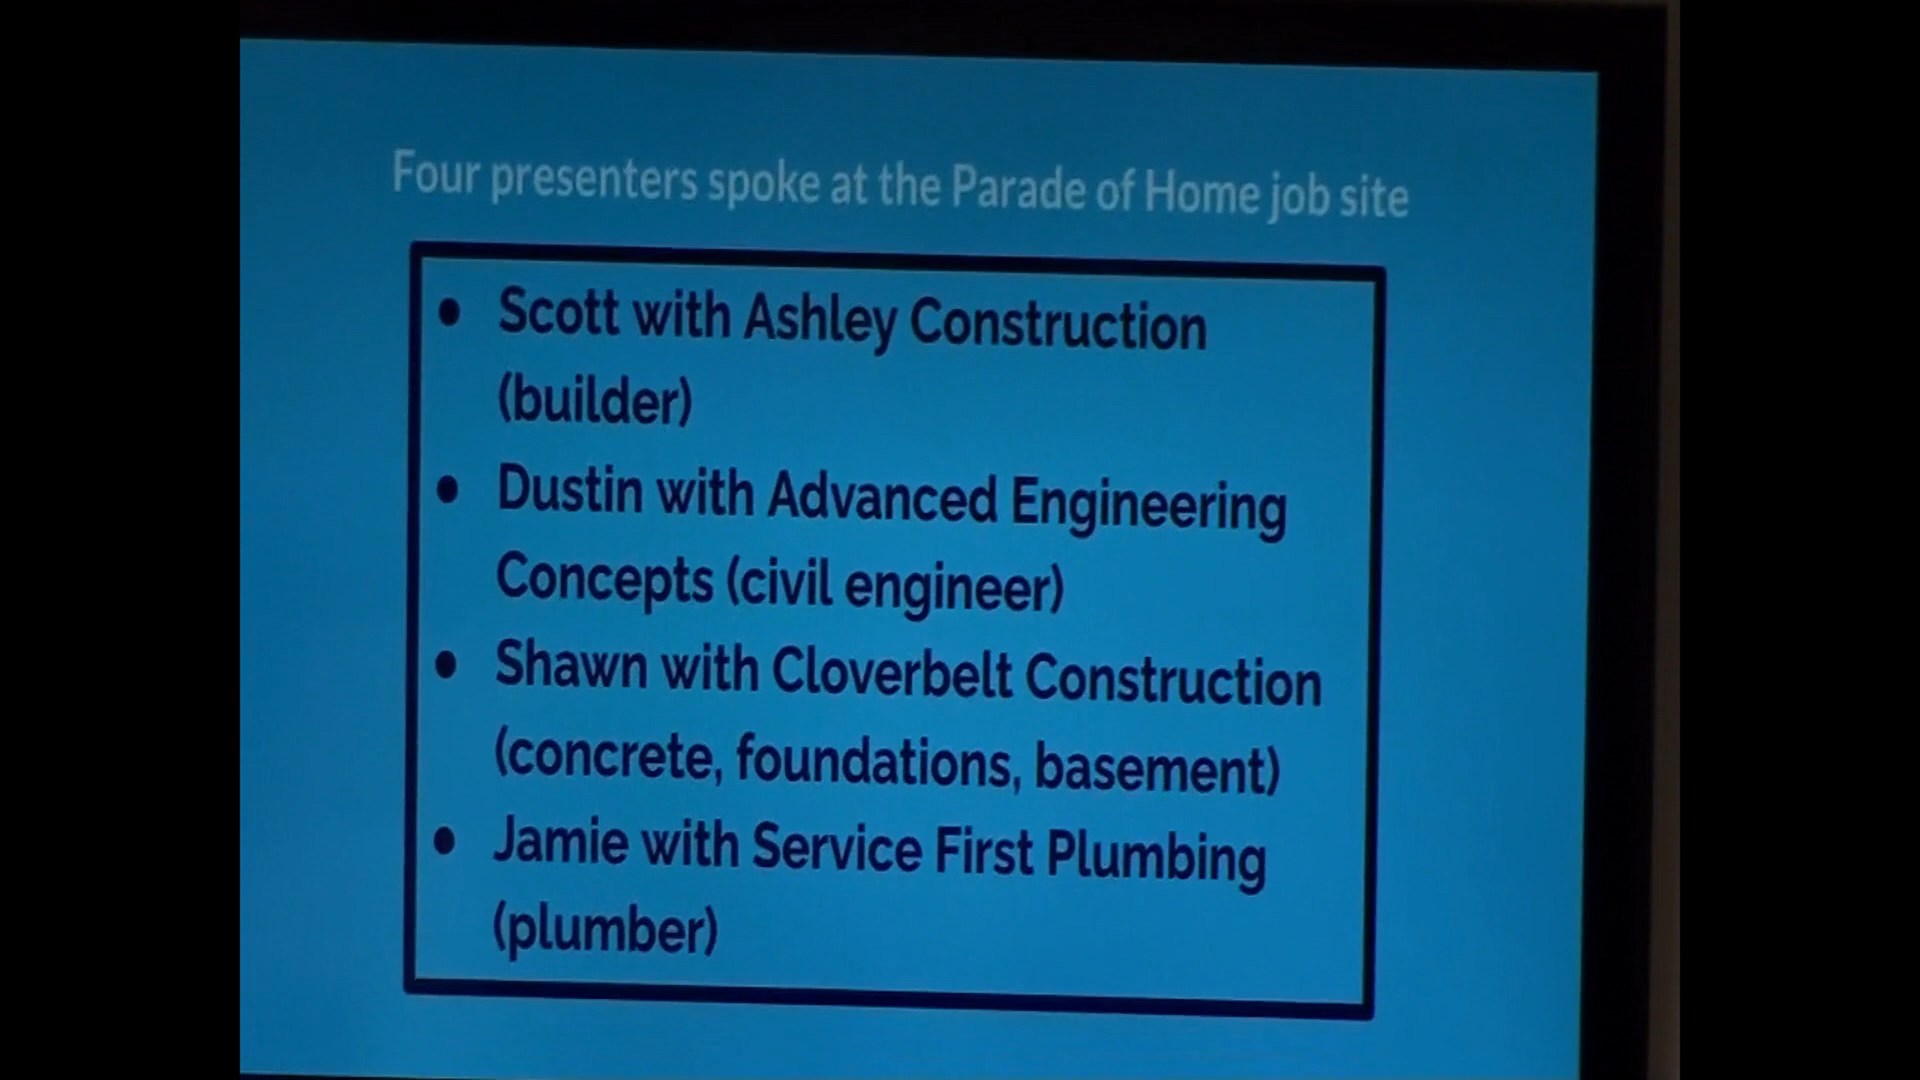 Four presenters spoke at the Parade of Home job site
● Scott with Ashley Construction
(builder)
● Dustin with Advanced Engineering
Concepts (civil engineer)
● Shawn with Cloverbelt Construction
(concrete, foundations, basement)
● Jamie with Service First Plumbing
(plumber)